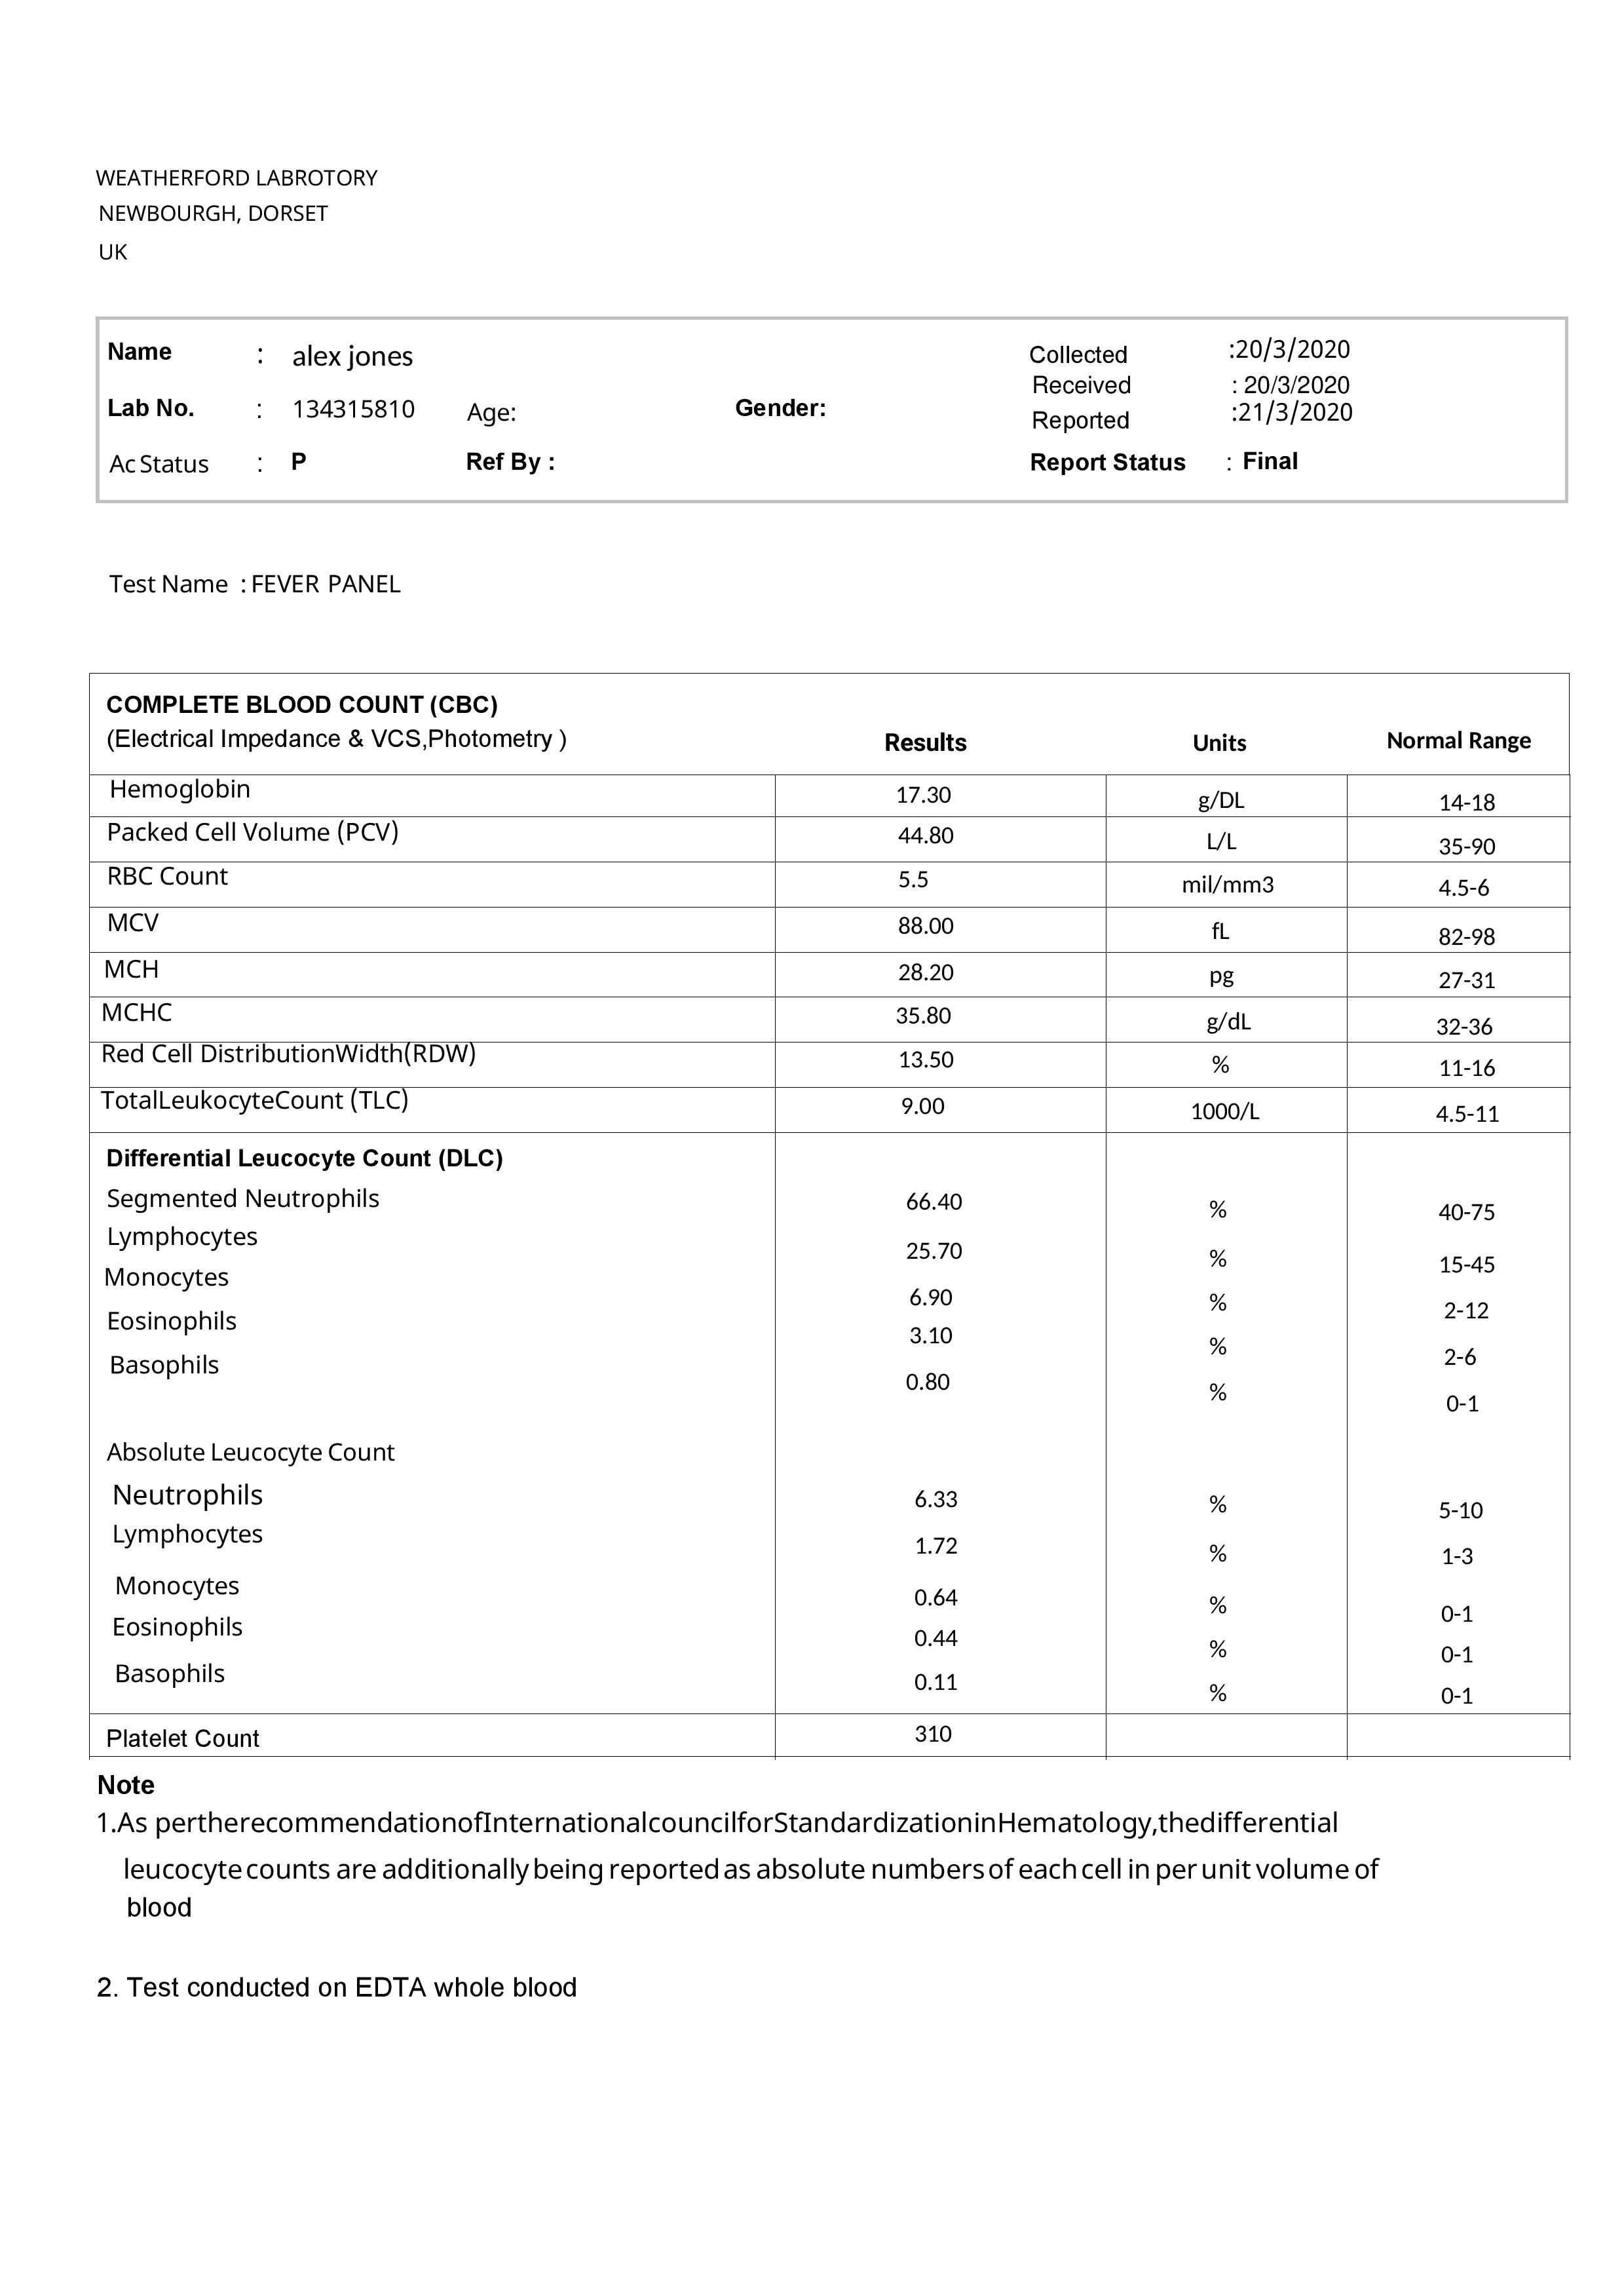 WEATHERFORD LABROTORY
NEWBOURGH, DORSET
UK
Name : alex jones Collected :20/3/2020
Received : 20/3/2020
Lab No. : 134315810 Age: Gender: Reported :21/3/2020
Ac Status : P Ref By : Report Status : Final
Test Name : FEVER PANEL
COMPLETE BLOOD COUNT (CBC)
(Electrical Impedance & VCS,Photometry ) Results Units Normal Range
Hemoglobin 17.30 g/DL 14-18
Packed Cell Volume (PCV) 44.80 L/L 35-90
RBC Count 5.5 mil/mm3 4.5-6
MCV 88.00 fL 82-98
MCH 28.20 pg 27-31
MCHC 35.80 g/dL 32-36
Red Cell DistributionWidth(RDW) 13.50 % 11-16
TotalLeukocyteCount (TLC) 9.00 1000/L 4.5-11
Differential Leucocyte Count (DLC)
Segmented Neutrophils 66.40 % 40-75
Lymphocytes 25.70 % 15-45
Monocytes 6.90 % 2-12
Eosinophils 3.10 % 2-6
Basophils 0.80 % 0-1
Absolute Leucocyte Count
Neutrophils 6.33 % 5-10
Lymphocytes 1.72 % 1-3
Monocytes 0.64 % 0-1
Eosinophils 0.44 % 0-1
Basophils 0.11 % 0-1
Platelet Count 310
Note
1.As pertherecommendationofInternationalcouncilforStandardizationinHematology,thedifferential
leucocyte counts are additionally being reported as absolute numbers of each cell in per unit volume of
blood
2. Test conducted on EDTA whole blood